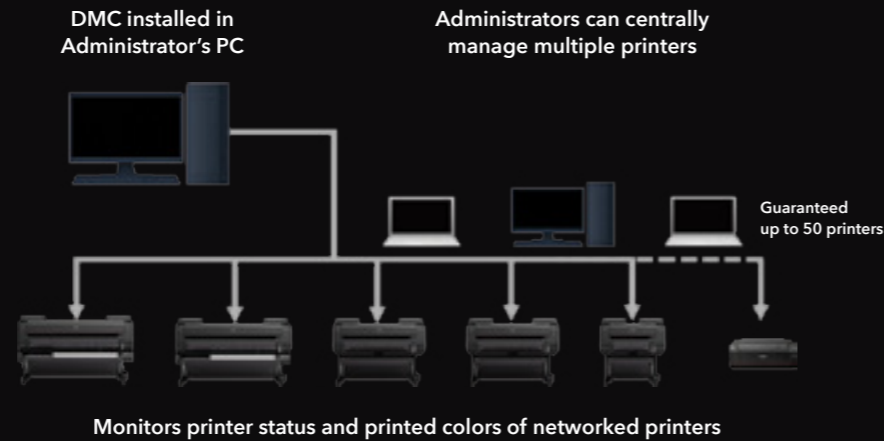 DMC installed in
Administrator’s PC
Administrators can centrally
manage multiple printers
Guaranteed
up to 50 printers
Monitors printer status and printed colors of networked printers